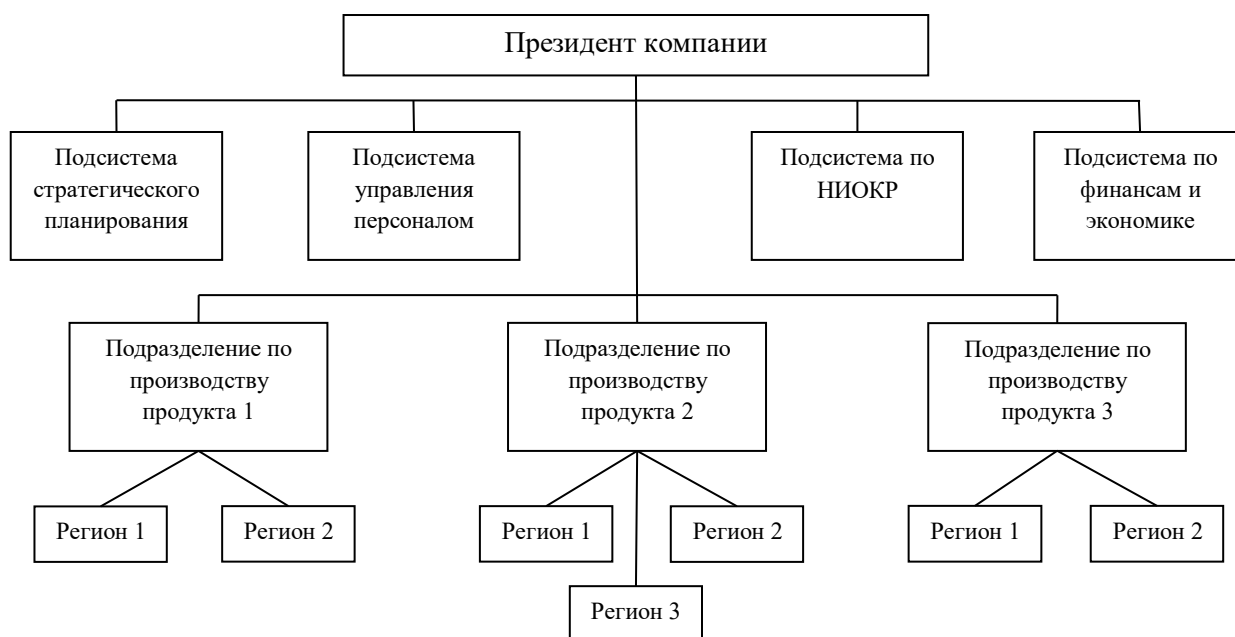 Президент компании
Подсистема
стратегического
планирования
Подсистема
управления
персоналом
Подсистема по
НИОКР
Подсистема по
финансам и
экономике
Подразделение по
производству
продукта 1
Подразделение по
производству
продукта 2
Подразделение по
производству
продукта 3
Регион 1
Регион 2
Регион 1
Регион 2
Регион 1
Регион 2
Регион 3